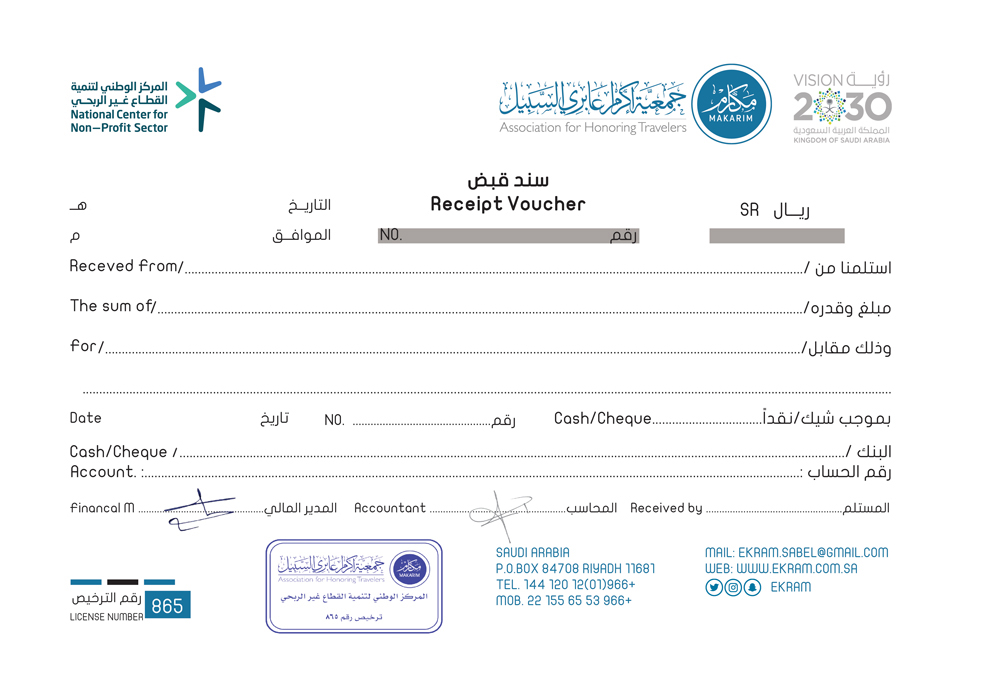 المركز الوطني لتنمية
القطاع غير الربحي
National Center for
Non–Profit Sector
جمعية إكرام عابري السبيل
Association for Honoring Travelers
مكارم
MAKARIM
VISION رؤيـــة
2030
المملكة العربية السعودية
KINGDOM OF SAUDI ARABIA
سند قبض
Receipt Voucher
ريـــال SR
التاريـــخ هـــ
الموافـــق م
NO. رقم
Receved From/ استلمنا من /
The sum of/ مبلغ وقدره/
For/ وذلك مقابل/
Date تاريخ NO. رقم Cash/Cheque بموجب شيك/نقداً
Cash/Cheque / البنك /
Account. : رقم الحساب :
Financal M المدير المالي Accountant المحاسب Received by المستلم
رقم الترخيص
LICENSE NUMBER
865
جمعية إكرام عابري السبيل
Association for Honoring Travelers
مكارم
MAKARIM
المركز الوطني لتنمية القطاع غير الربحي
ترخيص رقم ٨٦٥
SAUDI ARABIA
P.O.BOX 84708 RIYADH 11681
TEL. 144 120 12(01)966+
MOB. 22 155 65 53 966+
MAIL: EKRAM.SABEL@GMAIL.COM
WEB: WWW.EKRAM.COM.SA
EKRAM